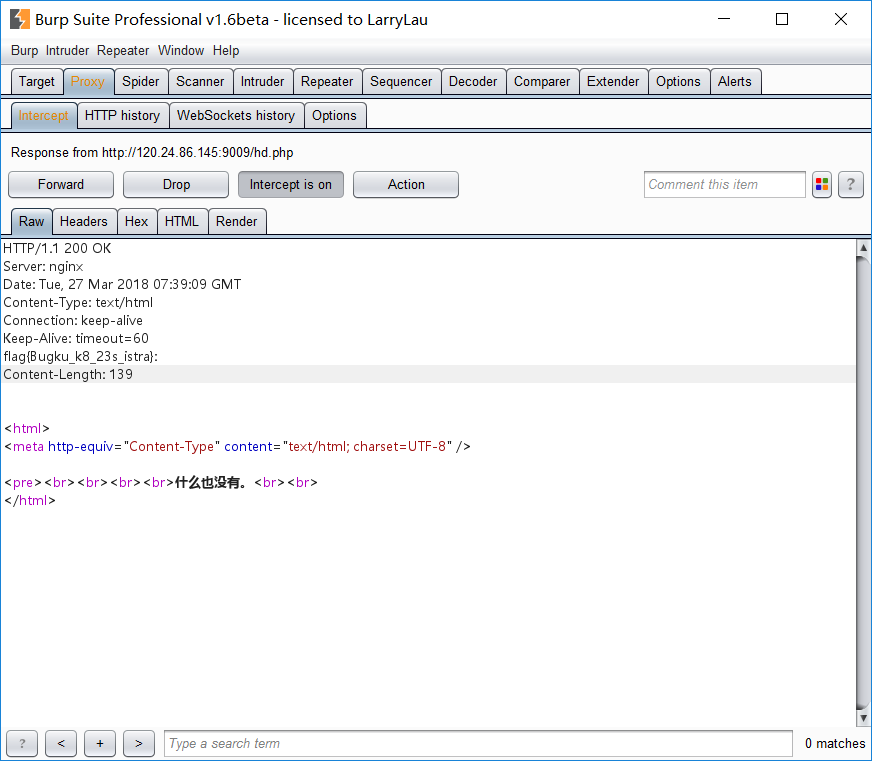 Burp Suite Professional v1.6beta - licensed to LarryLau
Burp Intruder Repeater Window Help
Target Proxy Spider Scanner Intruder Repeater Sequencer Decoder Comparer Extender Options Alerts
Intercept HTTP history WebSockets history Options
Response from http://120.24.86.145:9009/hd.php
Forward Drop Intercept is on Action Comment this item ?
Raw Headers Hex HTML Render
HTTP/1.1 200 OK
Server: nginx
Date: Tue, 27 Mar 2018 07:39:09 GMT
Content-Type: text/html
Connection: keep-alive
Keep-Alive: timeout=60
flag{Bugku_k8_23s_istra}:
Content-Length: 139
<html>
<meta http-equiv="Content-Type" content="text/html; charset=UTF-8" />
<pre><br><br><br><br>什么也没有。<br><br>
</html>
? < + > Type a search term 0 matches